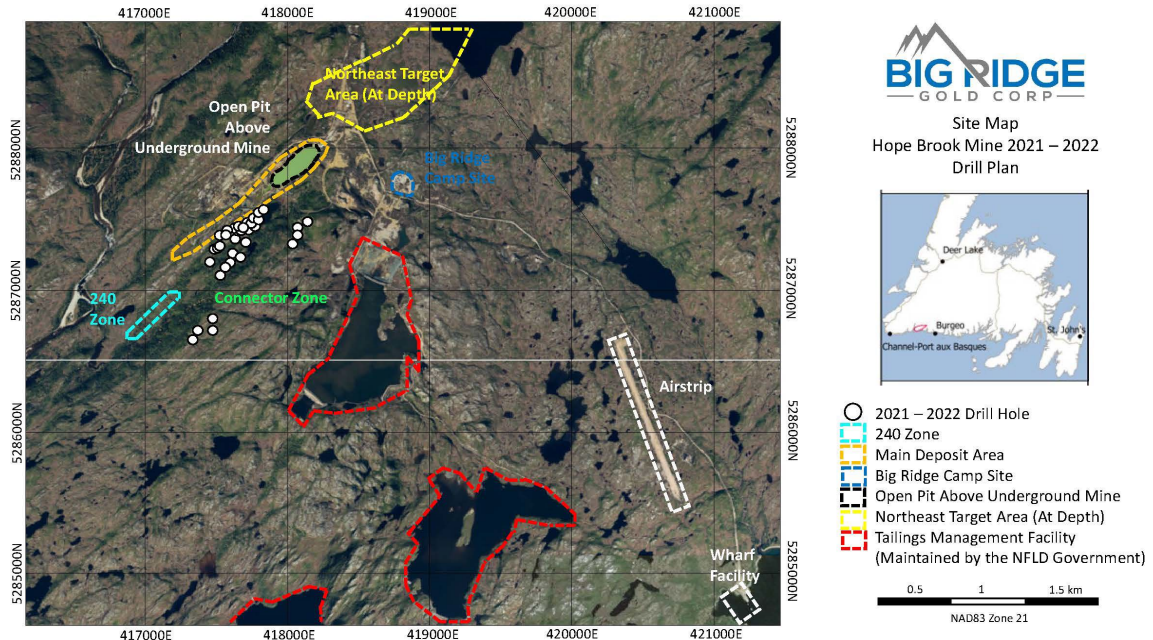 417000E 418000E 419000E 420000E 421000E
Northeast Target
Area (At Depth)
Open Pit
Above
Underground Mine
5288000N
5288000N
Big Ridge
Camp Site
5287000N
5287000N
240
Zone
Connector Zone
Airstrip
5286000N
5286000N
Wharf
Facility
5285000N
5285000N
417000E 418000E 419000E 420000E 421000E
BIG RIDGE
GOLD CORP
Site Map
Hope Brook Mine 2021 – 2022
Drill Plan
Deer Lake
Burgeo
St. John's
Channel-Port aux Basques
2021 – 2022 Drill Hole
240 Zone
Main Deposit Area
Big Ridge Camp Site
Open Pit Above Underground Mine
Northeast Target Area (At Depth)
Tailings Management Facility
(Maintained by the NFLD Government)
0.5 1 1.5 km
NAD83 Zone 21